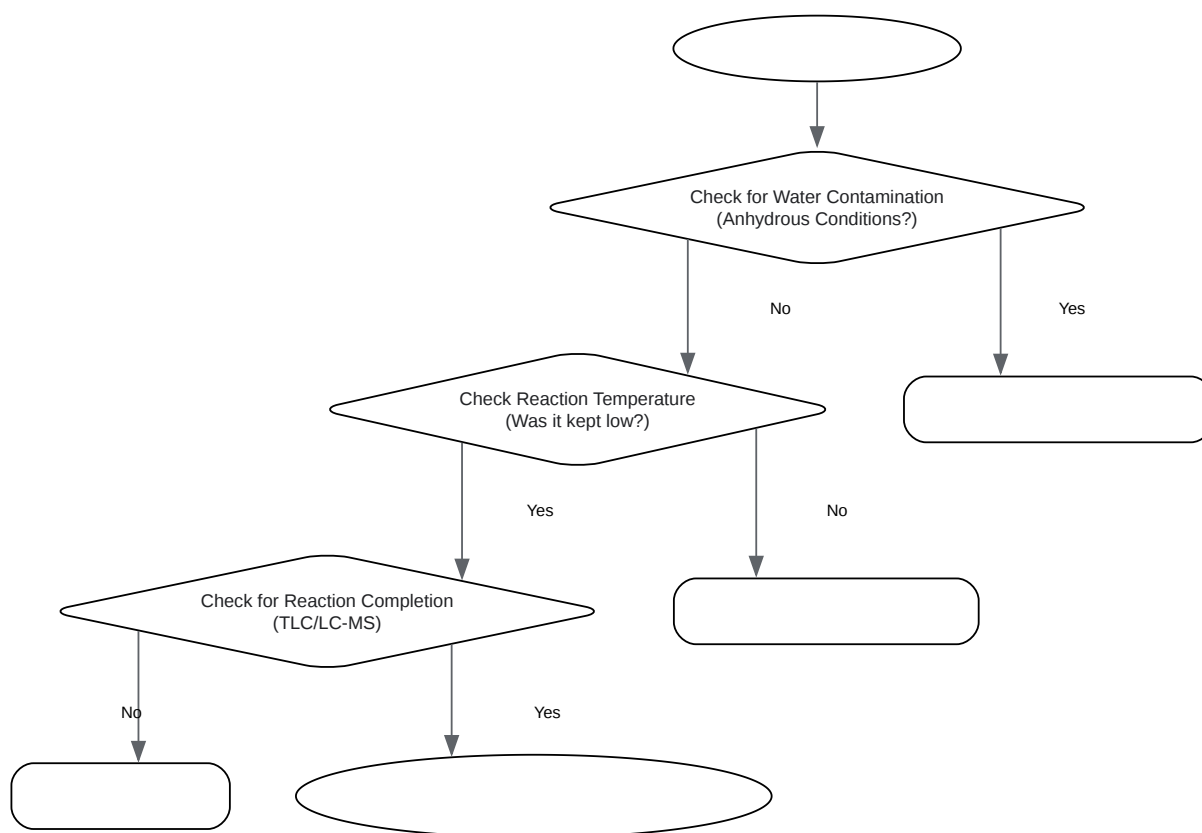 Check for Water Contamination
(Anhydrous Conditions?)
No
Yes
Check Reaction Temperature
(Was it kept low?)
Yes
No
Check for Reaction Completion
(TLC/LC-MS)
No
Yes